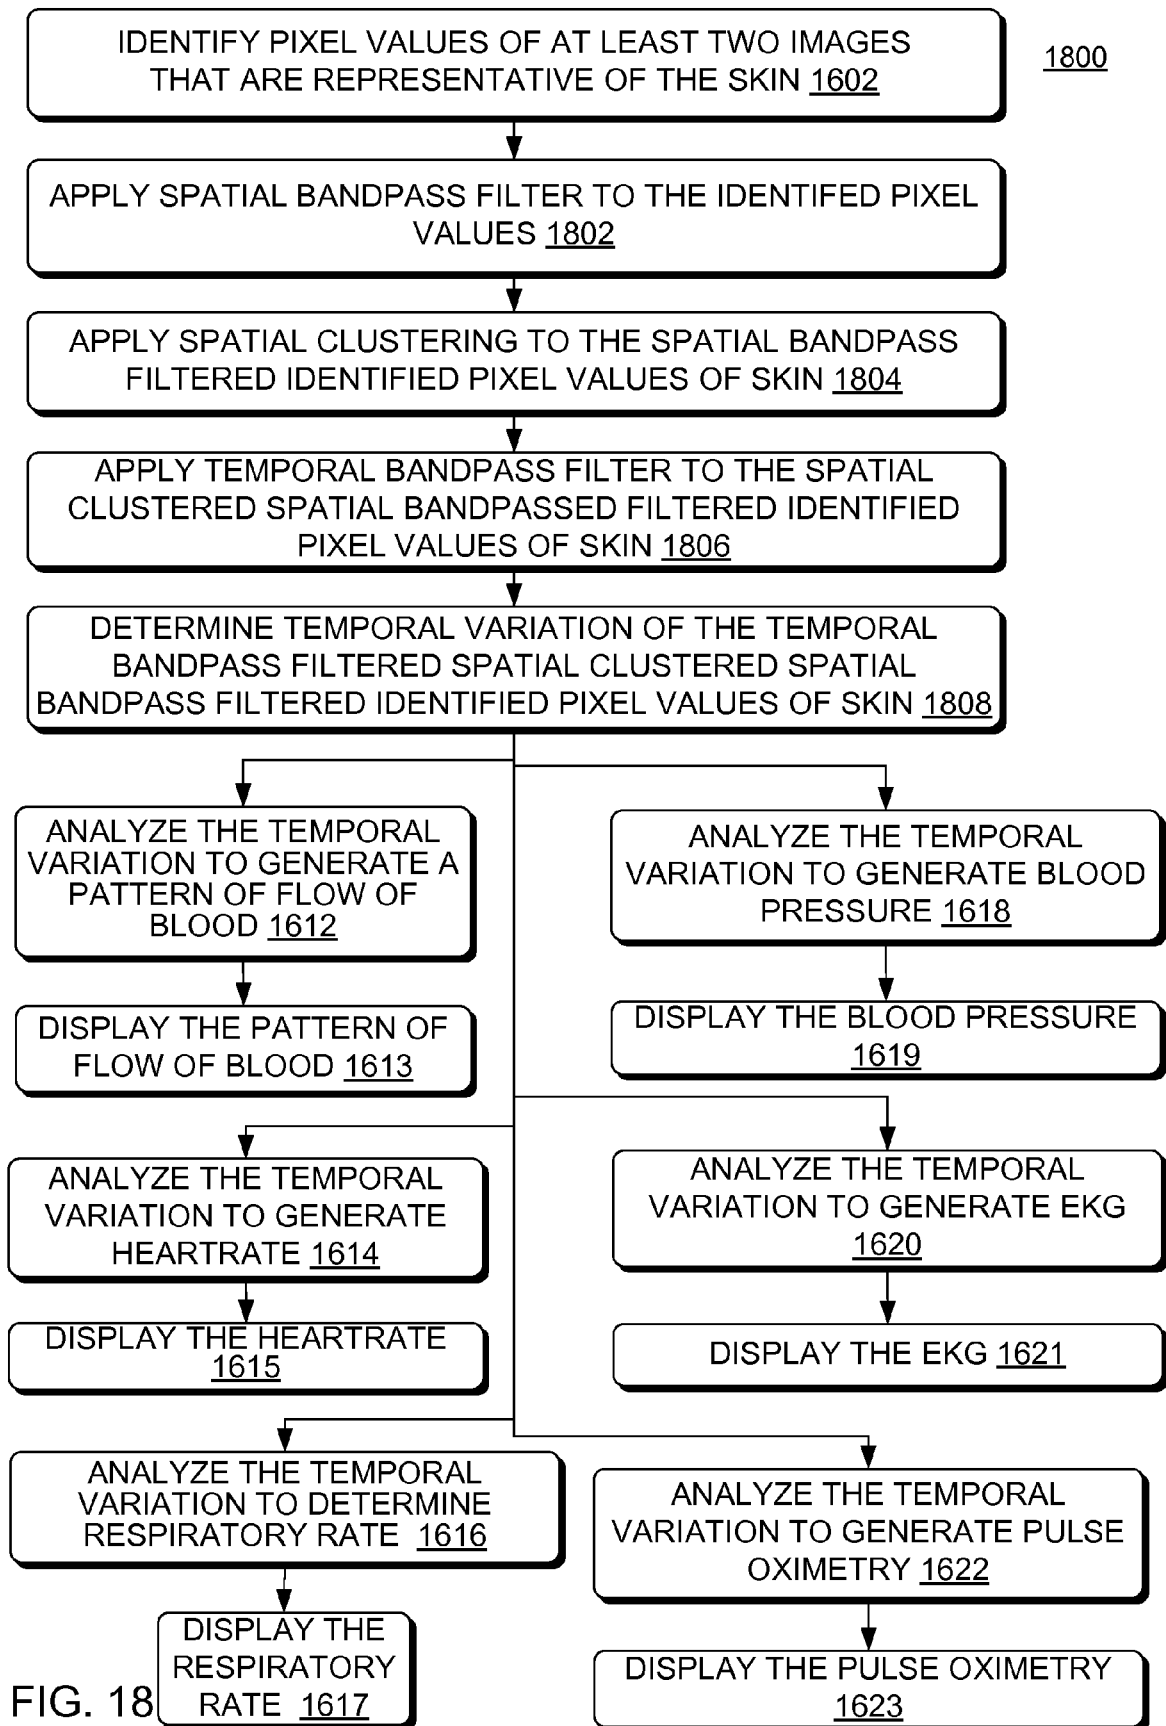 IDENTIFY PIXEL VALUES OF AT LEAST TWO IMAGES
THAT ARE REPRESENTATIVE OF THE SKIN 1602
1800
APPLY SPATIAL BANDPASS FILTER TO THE IDENTIFED PIXEL
VALUES 1802
APPLY SPATIAL CLUSTERING TO THE SPATIAL BANDPASS
FILTERED IDENTIFIED PIXEL VALUES OF SKIN 1804
APPLY TEMPORAL BANDPASS FILTER TO THE SPATIAL
CLUSTERED SPATIAL BANDPASSED FILTERED IDENTIFIED
PIXEL VALUES OF SKIN 1806
DETERMINE TEMPORAL VARIATION OF THE TEMPORAL
BANDPASS FILTERED SPATIAL CLUSTERED SPATIAL
BANDPASS FILTERED IDENTIFIED PIXEL VALUES OF SKIN 1808
ANALYZE THE TEMPORAL
VARIATION TO GENERATE A
PATTERN OF FLOW OF
BLOOD 1612
ANALYZE THE TEMPORAL
VARIATION TO GENERATE BLOOD
PRESSURE 1618
DISPLAY THE PATTERN OF
FLOW OF BLOOD 1613
DISPLAY THE BLOOD PRESSURE
1619
ANALYZE THE TEMPORAL
VARIATION TO GENERATE
HEARTRATE 1614
ANALYZE THE TEMPORAL
VARIATION TO GENERATE EKG
1620
DISPLAY THE HEARTRATE
1615
DISPLAY THE EKG 1621
ANALYZE THE TEMPORAL
VARIATION TO DETERMINE
RESPIRATORY RATE 1616
ANALYZE THE TEMPORAL
VARIATION TO GENERATE PULSE
OXIMETRY 1622
DISPLAY THE
RESPIRATORY
RATE 1617
DISPLAY THE PULSE OXIMETRY
1623
FIG. 18